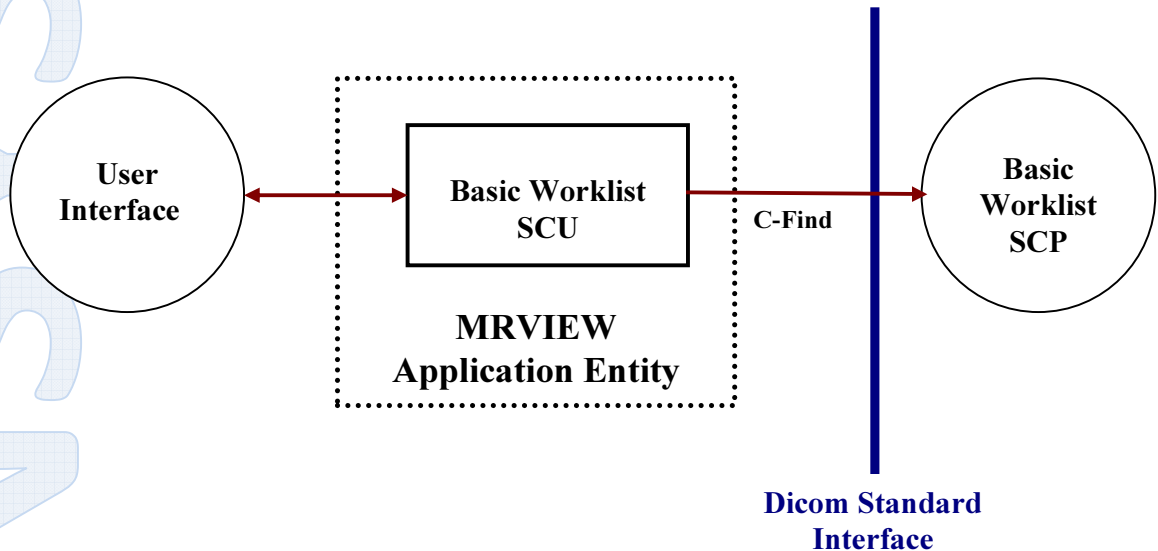 User
Interface
Basic Worklist
SCU
MRVIEW
Application Entity
C-Find
Basic
Worklist
SCP
Dicom Standard
Interface